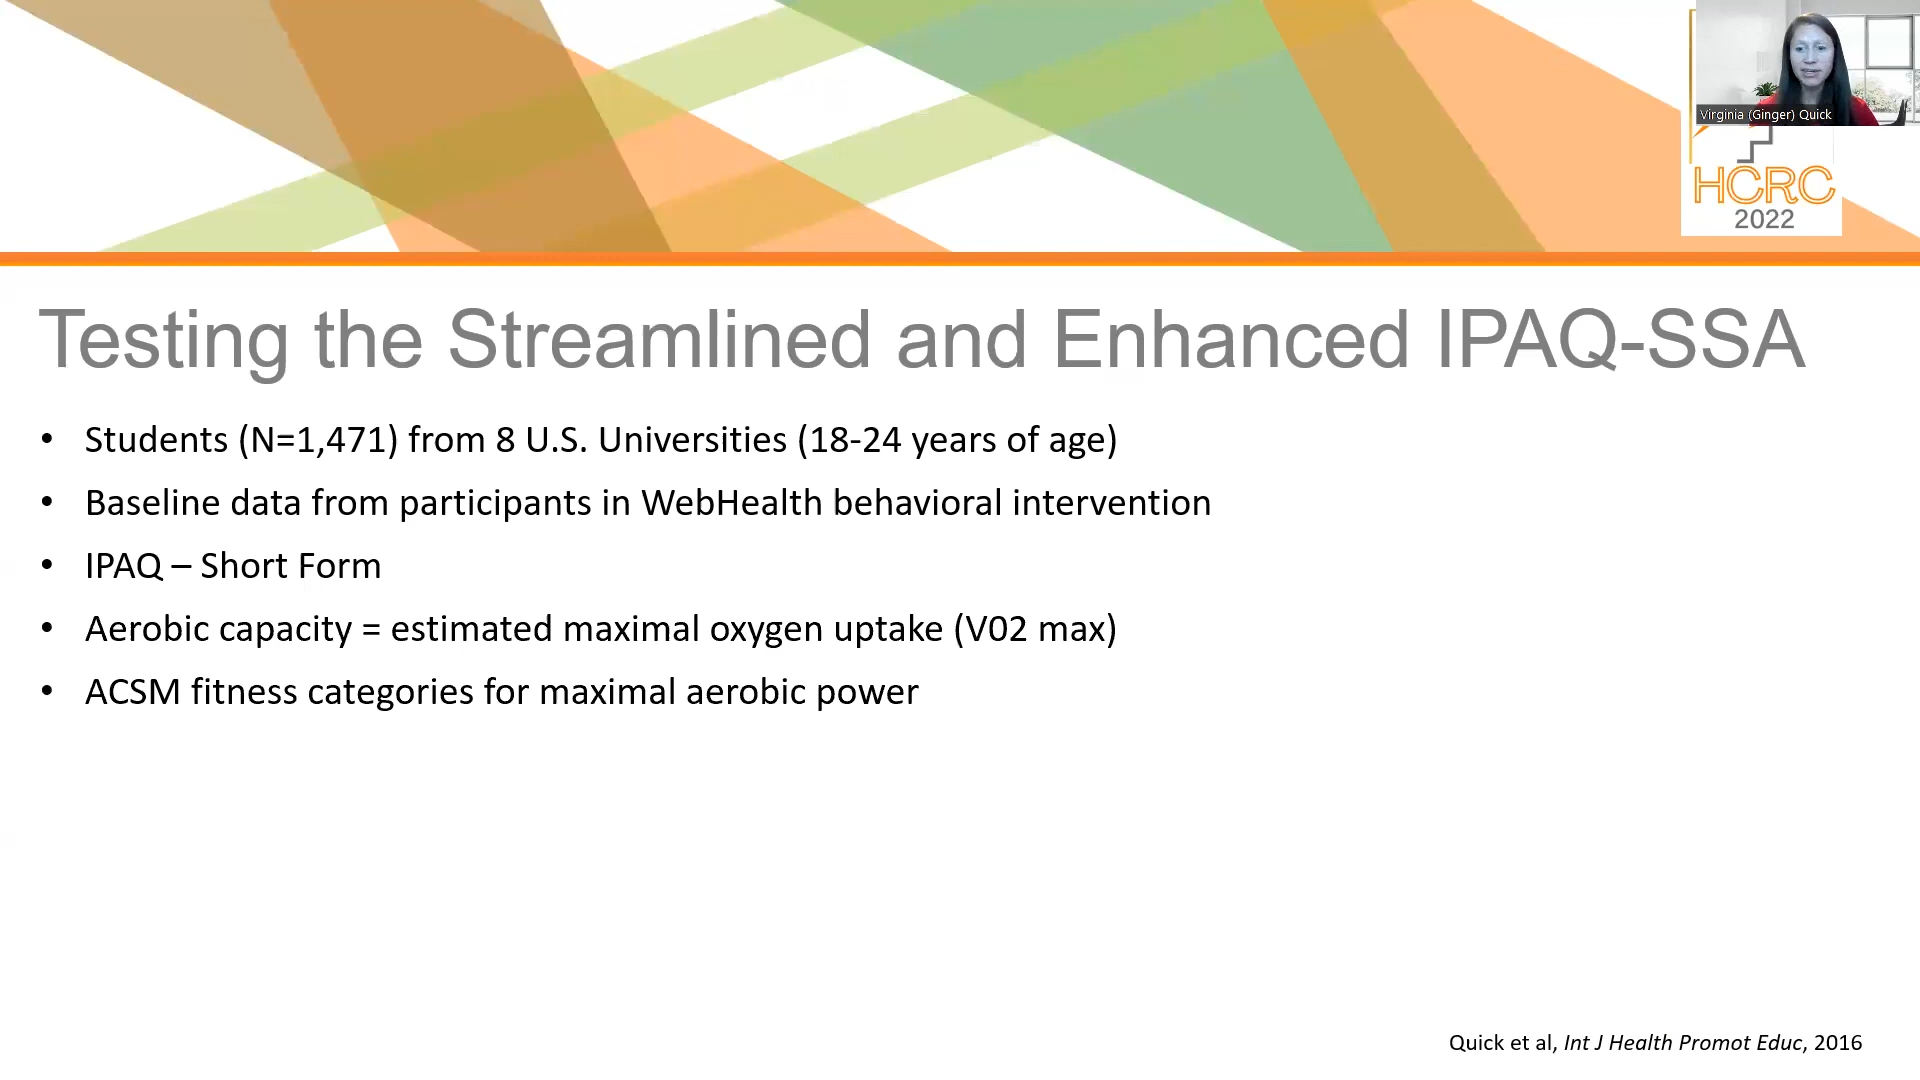 Virginia (Ginger) Quick
HCRC
2022
Testing the Streamlined and Enhanced IPAQ-SSA
• Students (N=1,471) from 8 U.S. Universities (18-24 years of age)
• Baseline data from participants in WebHealth behavioral intervention
• IPAQ – Short Form
• Aerobic capacity = estimated maximal oxygen uptake (V02 max)
• ACSM fitness categories for maximal aerobic power
Quick et al, Int J Health Promot Educ, 2016